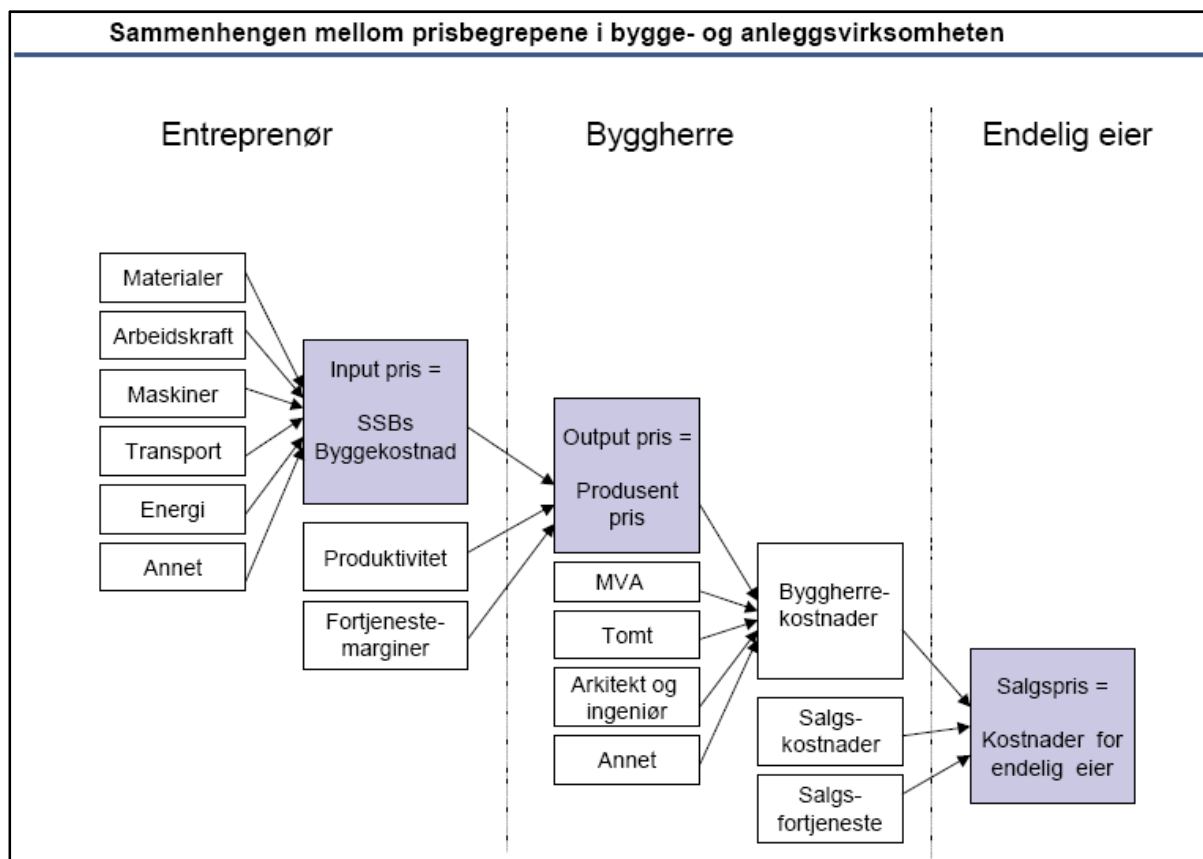 Sammenhengen mellom prisbegrepene i bygge- og anleggsvirksomheten
Entreprenør
Byggherre
Endelig eier
Materialer
Arbeidskraft
Maskiner
Transport
Energi
Annet
Input pris =
SSBs
Byggekostnad
Produktivitet
Fortjeneste-
marginer
Output pris =
Produsent
pris
MVA
Tomt
Arkitekt og
ingeniør
Annet
Byggherre-
kostnader
Salgs-
kostnader
Salgs-
fortjeneste
Salgspris =
Kostnader for
endelig eier